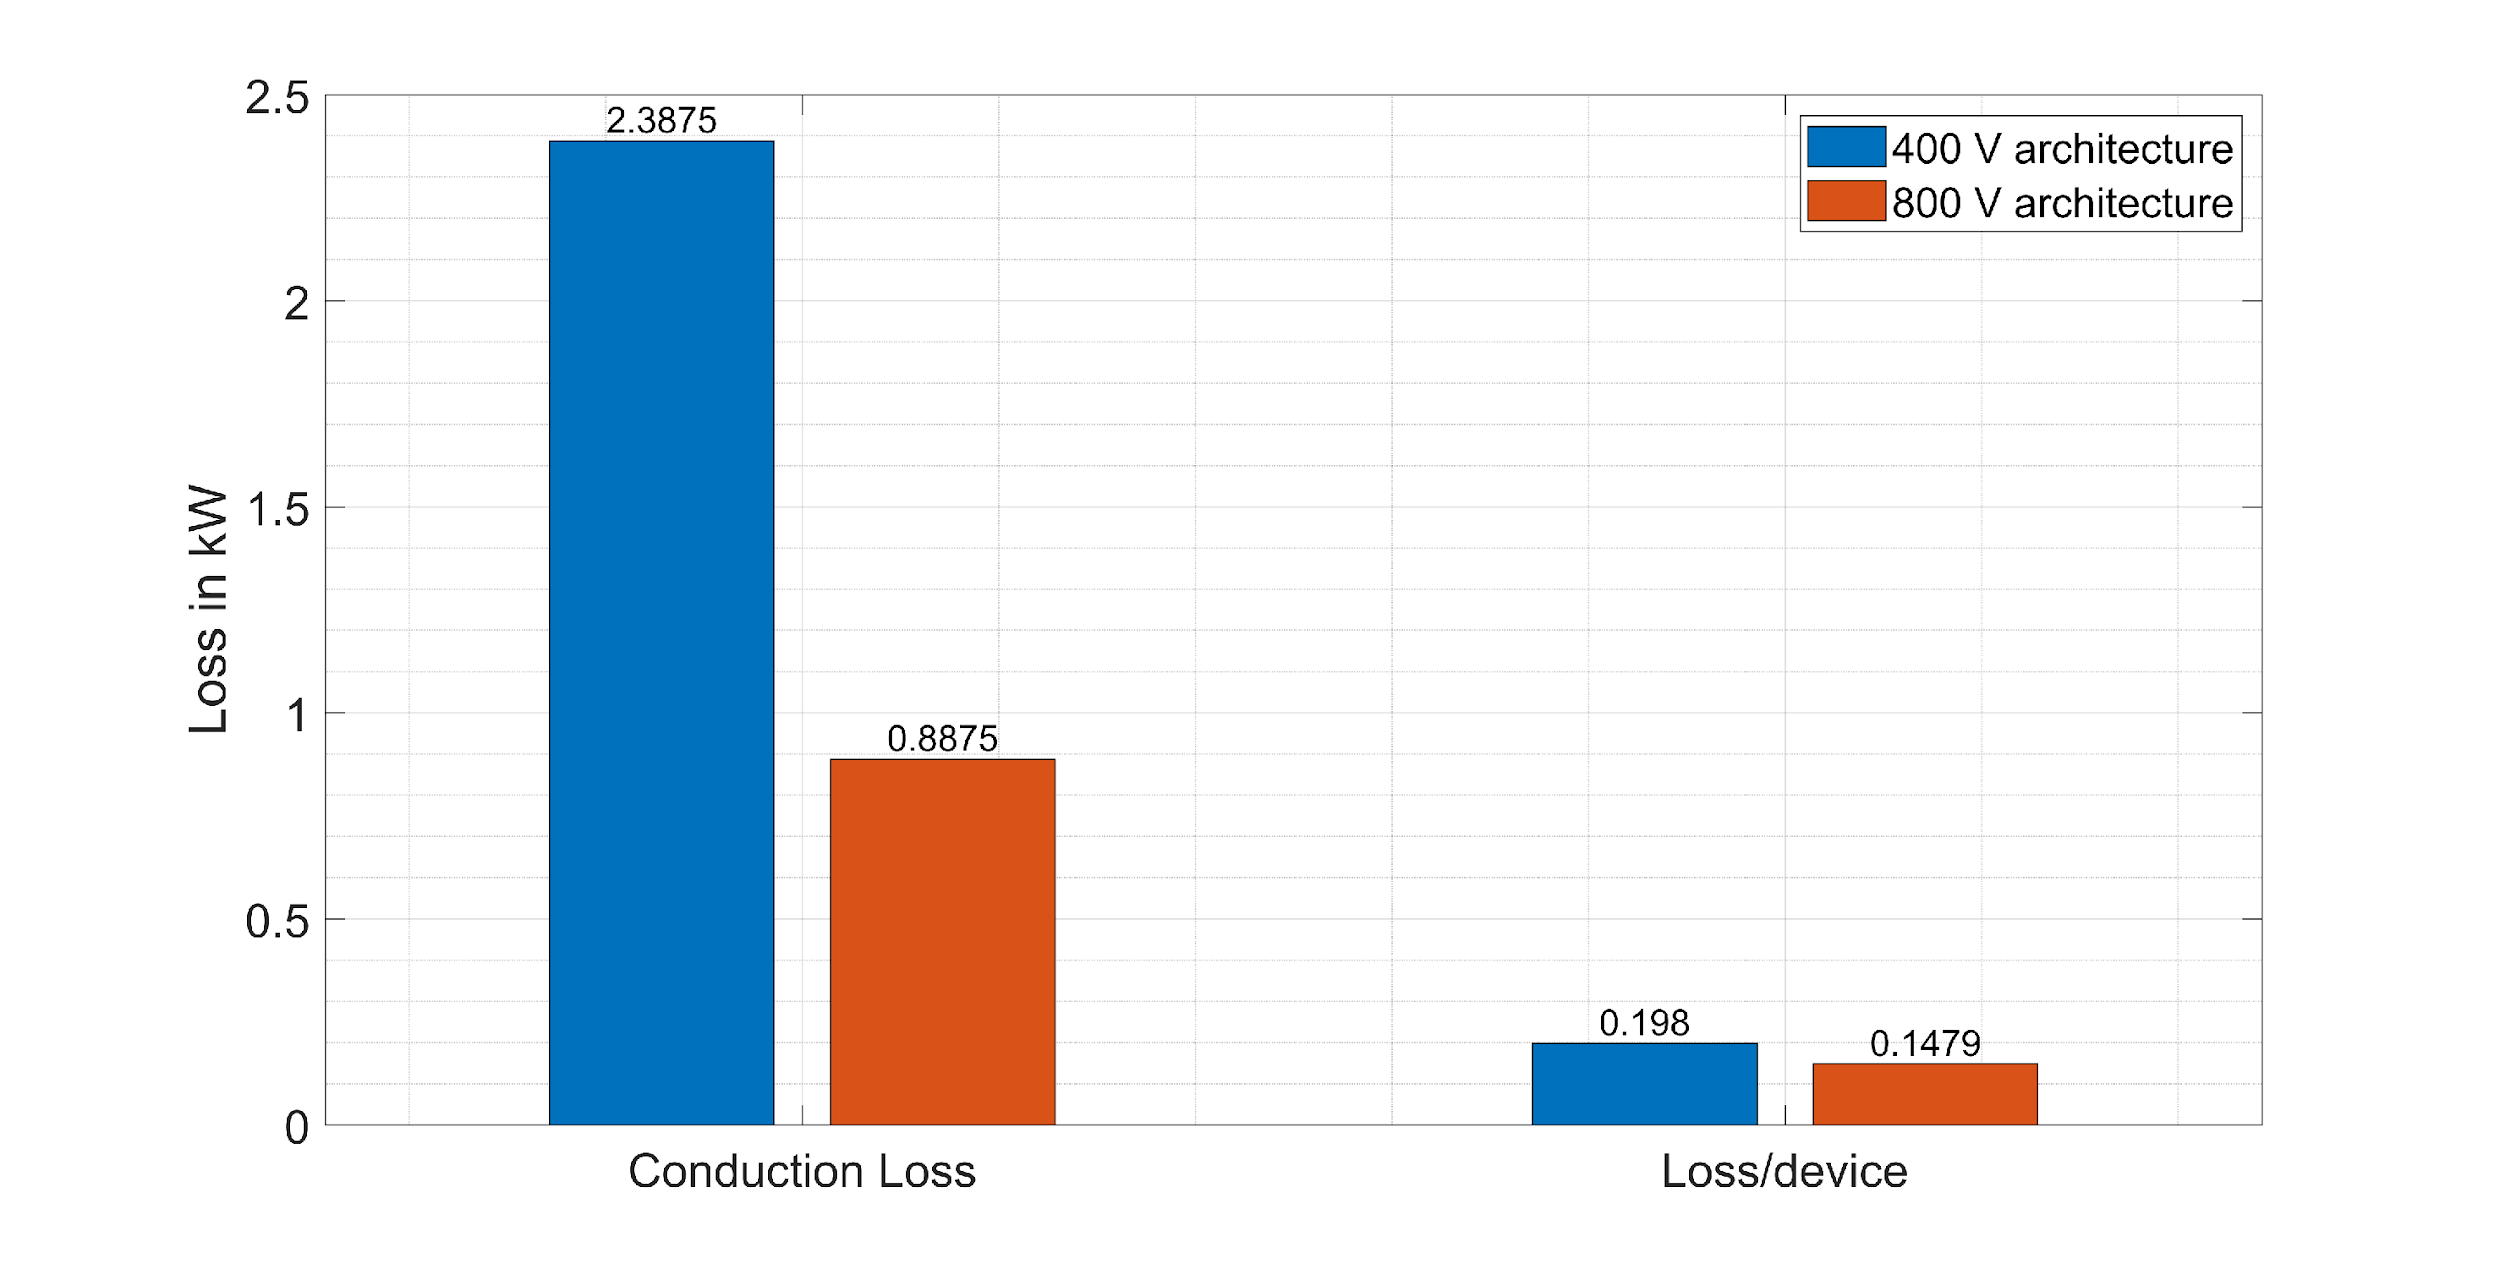 2.5
2
1.5
1
0.5
0
Loss in kW
2.3875
0.8875
0.198
0.1479
400 V architecture
800 V architecture
Conduction Loss
Loss/device